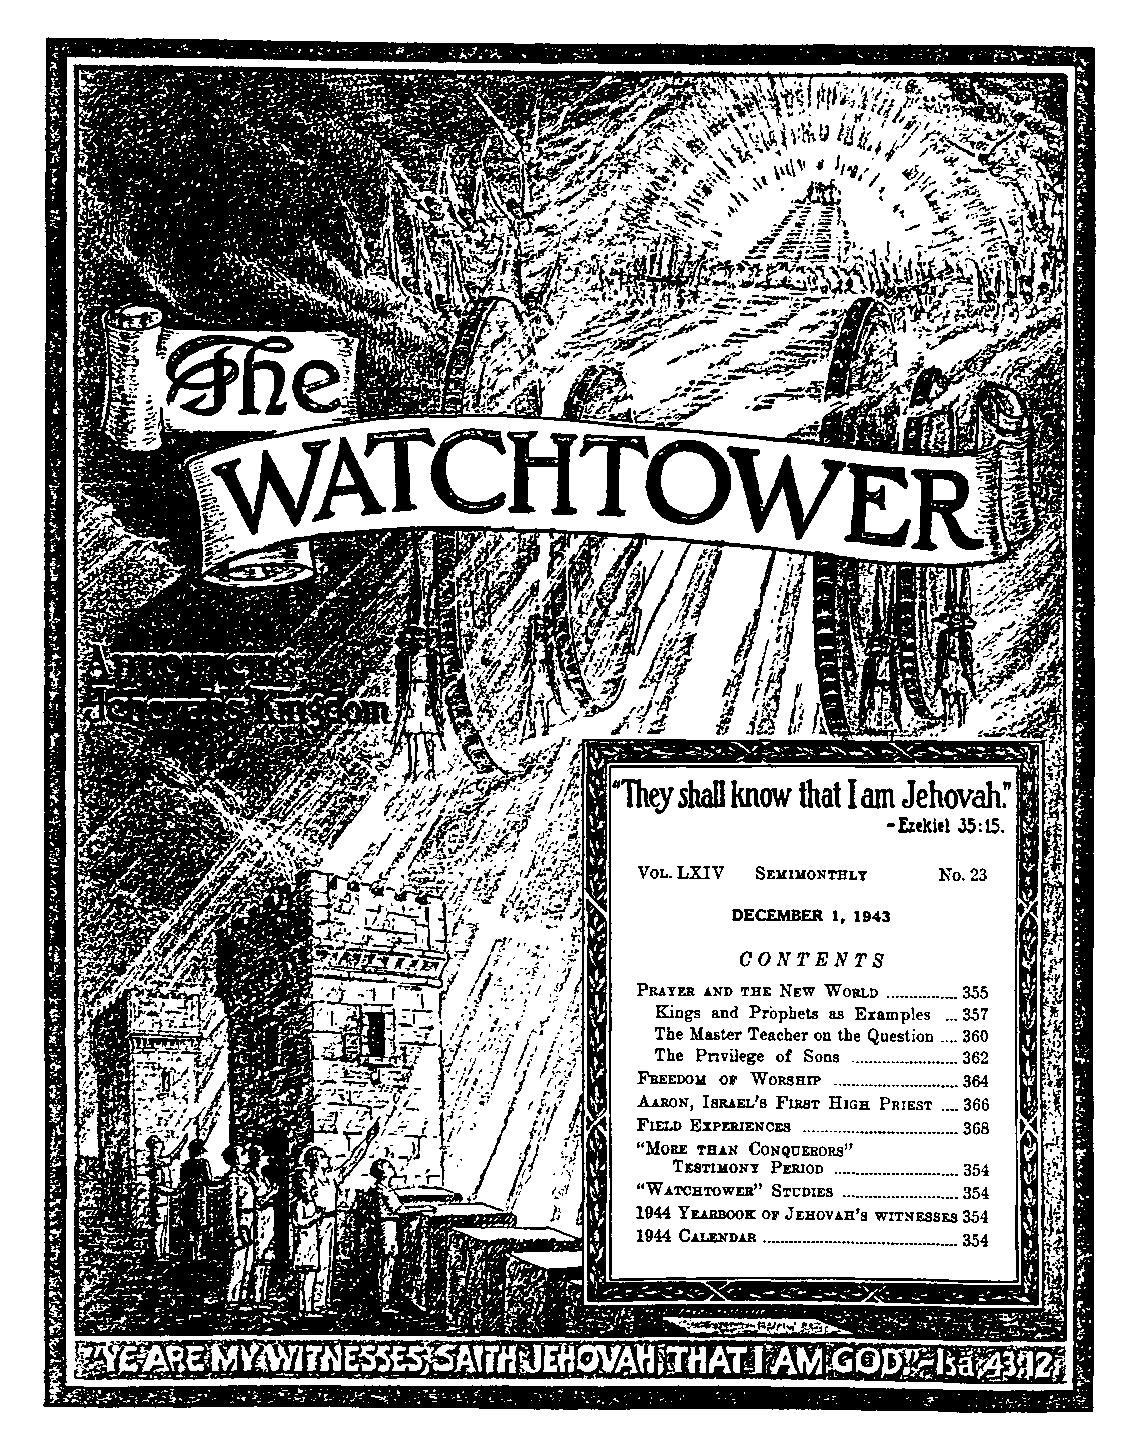 The
WATCHTOWER
Announcing
Jehovah's Kingdom
"They shall know that I am Jehovah."
-Ezekiel 35:15.
VOL. LXIV SEMIMONTHLY No. 23
DECEMBER 1, 1943
CONTENTS
PRAYER AND THE NEW WORLD ............... 355
Kings and Prophets as Examples ... 357
The Master Teacher on the Question .... 360
The Privilege of Sons ...................... 362
FREEDOM OF WORSHIP .......................... 364
AARON, ISRAEL'S FIRST HIGH PRIEST .... 366
FIELD EXPERIENCES ................................. 368
"MORE THAN CONQUERORS"
TESTIMONY PERIOD .......................... 354
"WATCHTOWER" STUDIES ......................... 354
1944 YEARBOOK OF JEHOVAH'S WITNESSES 354
1944 CALENDAR .......................................... 354
"YE ARE MY WITNESSES, SAITH JEHOVAH, THAT I AM GOD."-Isa. 43:12.